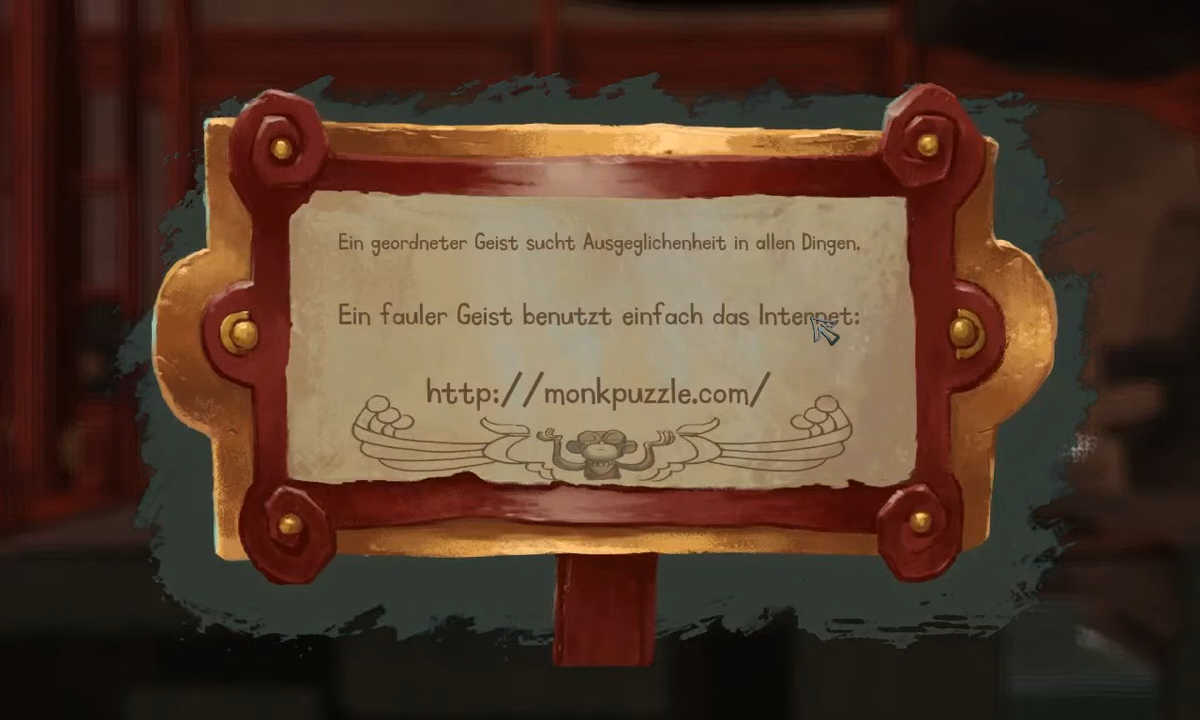 Ein geordneter Geist sucht Ausgeglichenheit in allen Dingen.
Ein fauler Geist benutzt einfach das Internet:
http://monkpuzzle.com/